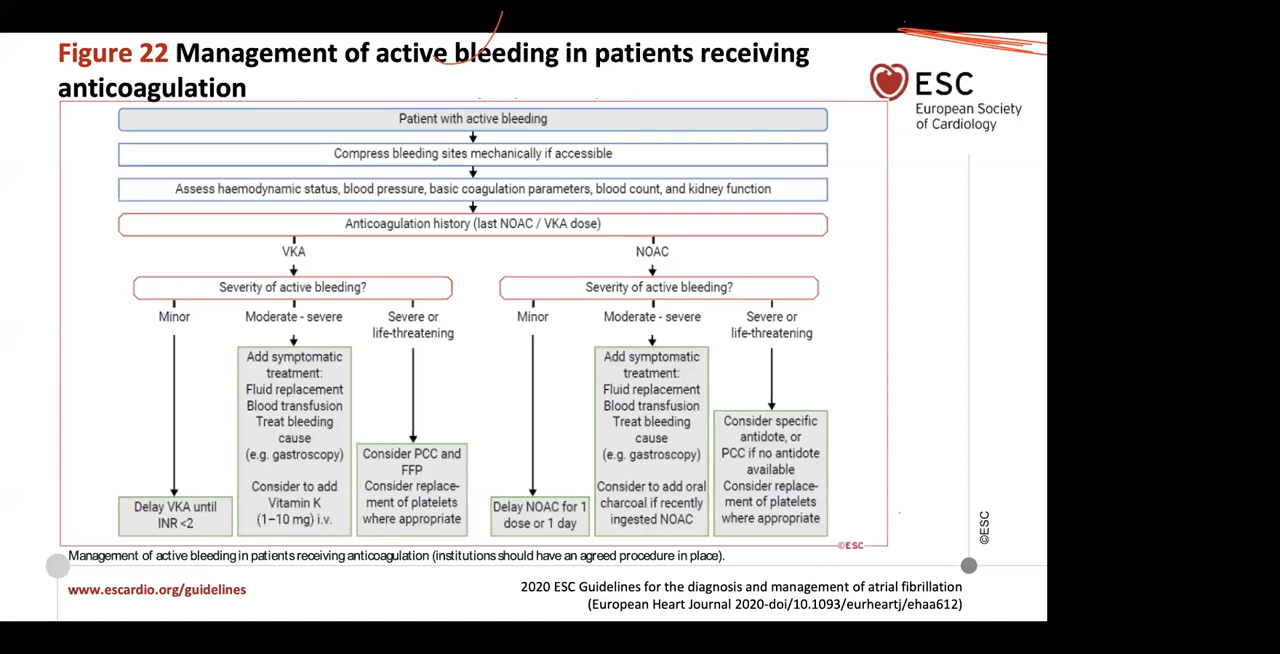 Figure 22 Management of active bleeding in patients receiving
anticoagulation
ESC
European Society
of Cardiology
Patient with active bleeding
Compress bleeding sites mechanically if accessible
Assess haemodynamic status, blood pressure, basic coagulation parameters, blood count, and kidney function
Anticoagulation history (last NOAC / VKA dose)
VKA
Severity of active bleeding?
Minor
Moderate - severe
Severe or
life-threatening
Delay VKA until
INR <2
Add symptomatic
treatment:
Fluid replacement
Blood transfusion
Treat bleeding
cause
(e.g. gastroscopy)
Consider to add
Vitamin K
(1–10 mg) i.v.
Consider PCC and
FFP
Consider replace-
ment of platelets
where appropriate
NOAC
Severity of active bleeding?
Minor
Moderate - severe
Severe or
life-threatening
Delay NOAC for 1
dose or 1 day
Add symptomatic
treatment:
Fluid replacement
Blood transfusion
Treat bleeding
cause
(e.g. gastroscopy)
Consider to add oral
charcoal if recently
ingested NOAC
Consider specific
antidote, or
PCC if no antidote
available
Consider replace-
ment of platelets
where appropriate
©ESC
©ESC
Management of active bleeding in patients receiving anticoagulation (institutions should have an agreed procedure in place).
www.escardio.org/guidelines
2020 ESC Guidelines for the diagnosis and management of atrial fibrillation
(European Heart Journal 2020-doi/10.1093/eurheartj/ehaa612)